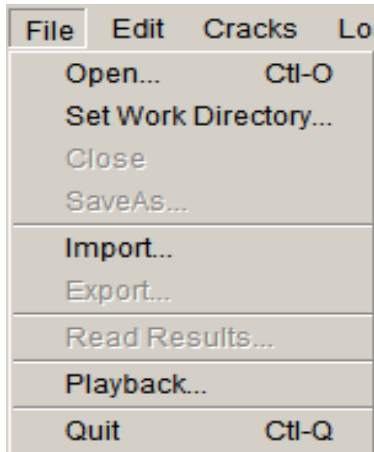 File Edit Cracks Lo
Open... Ctl-O
Set Work Directory...
Close
SaveAs...
Import...
Export...
Read Results...
Playback...
Quit Ctl-Q